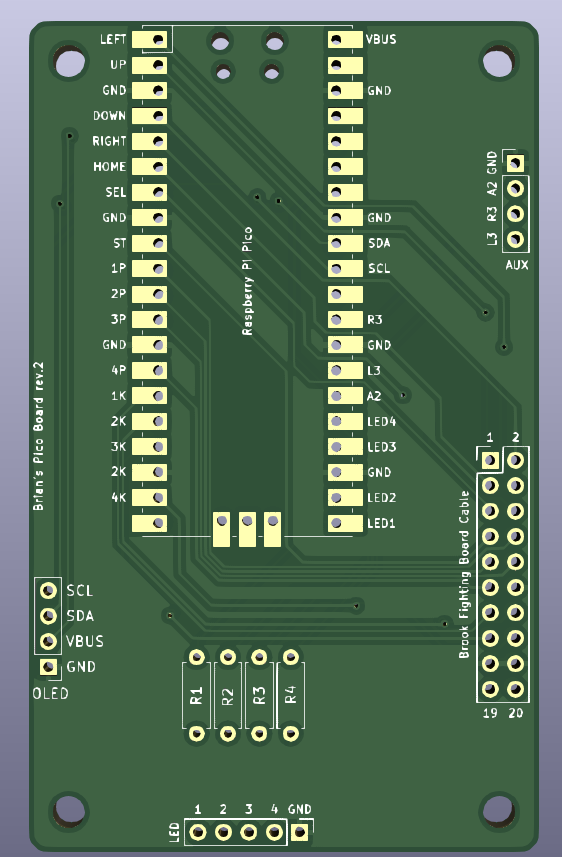 LEFT
UP
GND
DOWN
RIGHT
HOME
SEL
GND
ST
1P
2P
3P
GND
4P
1K
2K
3K
2K
4K
VBUS
GND
GND
SDA
SCL
R3
GND
L3
A2
LED4
LED3
GND
LED2
LED1
Raspberry Pi Pico
GND
A2
R3
L3
AUX
Brian's Pico Board rev.2
1 2
Brook Fighting Board Cable
19 20
SCL
SDA
VBUS
GND
OLED
R1 R2 R3 R4
1 2 3 4 GND
LED